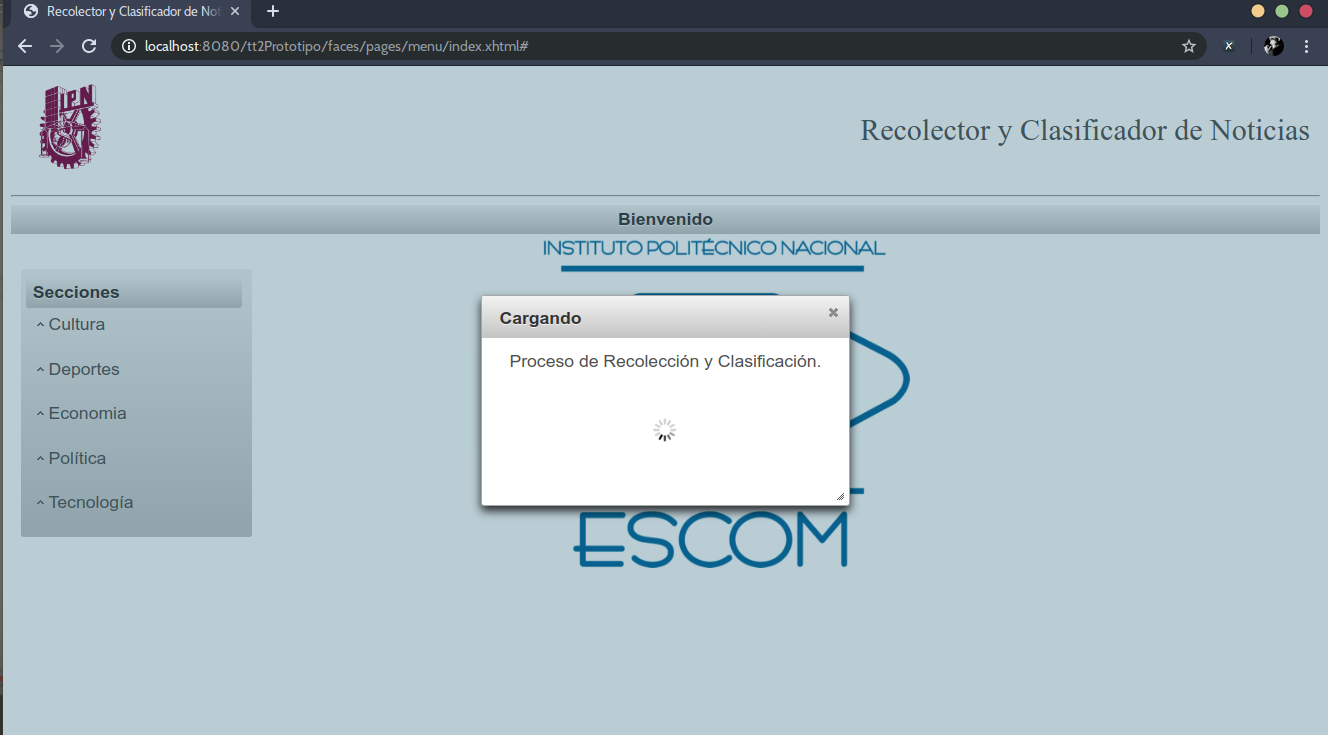 Recolector y Clasificador de Not
localhost:8080/tt2Prototipo/faces/pages/menu/index.xhtml#
IPN
Recolector y Clasificador de Noticias
Bienvenido
INSTITUTO POLITÉCNICO NACIONAL
Secciones
Cultura
Deportes
Economia
Política
Tecnología
Cargando
Proceso de Recolección y Clasificación.
ESCOM